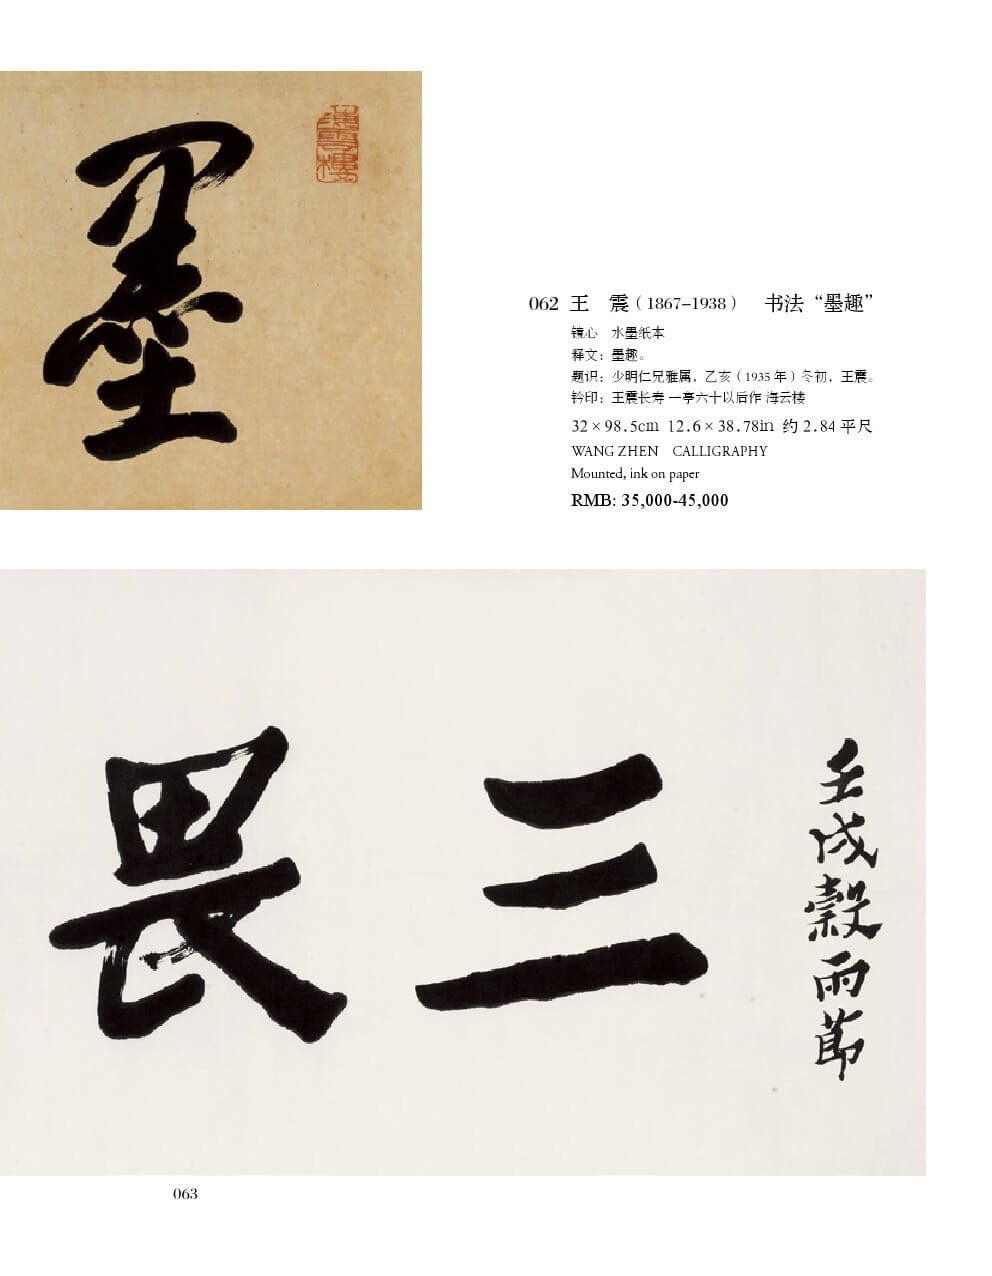 墨
海雲樓
062 王　震（1867–1938）　书法“墨趣”
镜心　水墨纸本
释文：墨趣。
题识：少明仁兄雅属，乙亥（1935 年）冬初，王震。
钤印：王震长寿 一亭六十以后作 海云楼
32×98.5cm 12.6×38.78in 约 2.84 平尺
WANG ZHEN CALLIGRAPHY
Mounted, ink on paper
RMB: 35,000-45,000
壬戌穀雨節
三畏
063